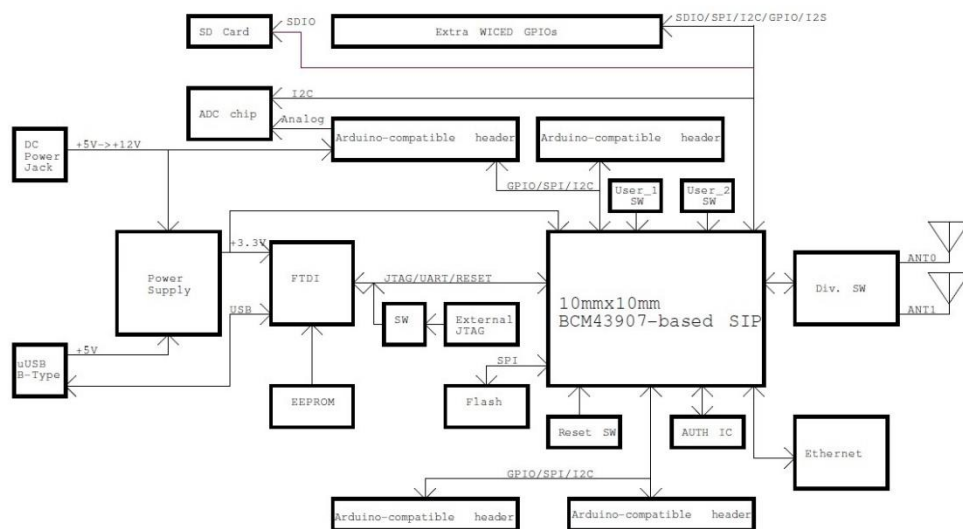 SDIO
SDIO/SPI/I2C/GPIO/I2S
SD Card
Extra WICED GPIOs
I2C
ADC chip
Analog
DC
Power
Jack
+5V->+12V
Arduino-compatible header
Arduino-compatible header
GPIO/SPI/I2C
User_1
SW
User_2
SW
+3.3V
Power
Supply
FTDI
JTAG/UART/RESET
10mmx10mm
BCM43907-based SIP
Div. SW
ANT0
ANT1
USB
SW
External
JTAG
+5V
uUSB
B-Type
SPI
EEPROM
Flash
Reset SW
AUTH IC
Ethernet
GPIO/SPI/I2C
Arduino-compatible header
Arduino-compatible header